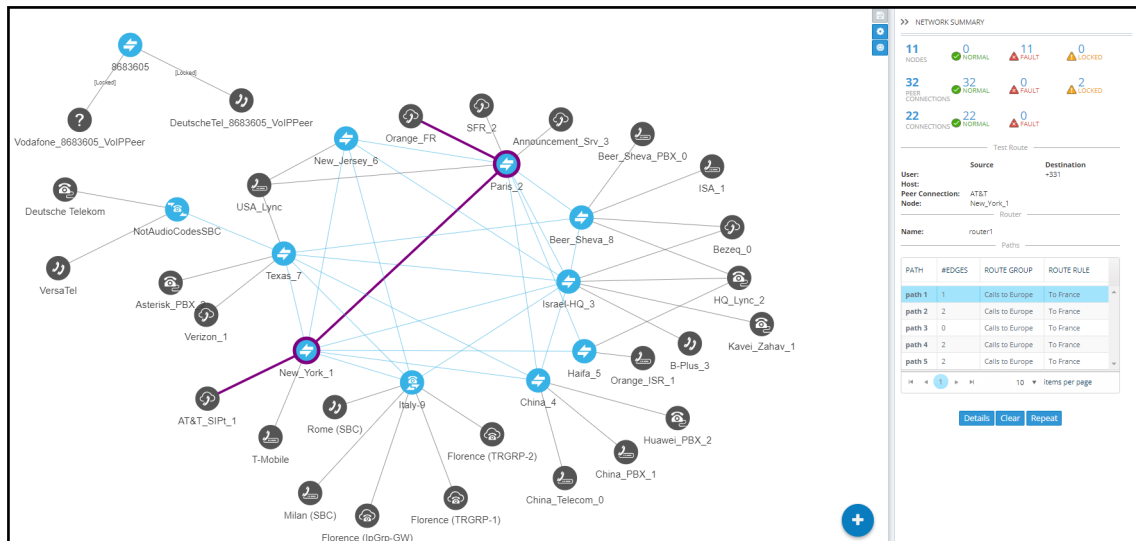 8683605
[Locked]
[Locked]
Vodafone_8683605_VoIPPeer
DeutscheTel_8683605_VoIPPeer
Orange_FR
SFR_2
Announcement_Srv_3
New_Jersey_6
Paris_2
Beer_Sheva_PBX_0
ISA_1
USA_Lync
Deutsche Telekom
NotAudioCodesSBC
Beer_Sheva_8
Bezeq_0
VersaTel
Texas_7
Asterisk_PBX_3
Israel-HQ_3
HQ_Lync_2
Verizon_1
Kavei_Zahav_1
New_York_1
Haifa_5
B-Plus_3
Orange_ISR_1
AT&T_SIPt_1
Italy-9
China_4
Rome (SBC)
Huawei_PBX_2
T-Mobile
Florence (TRGRP-2)
China_PBX_1
China_Telecom_0
Milan (SBC)
Florence (TRGRP-1)
Florence (IpGrp-GW)
NETWORK SUMMARY
11 NODES 0 NORMAL 11 FAULT 0 LOCKED
32 PEER CONNECTIONS 32 NORMAL 0 FAULT 2 LOCKED
22 CONNECTIONS 22 NORMAL 0 FAULT
Test Route
Source Destination
User: +331
Host:
Peer Connection: AT&T
Node: New_York_1
Router
Name: router1
Paths
PATH #EDGES ROUTE GROUP ROUTE RULE
path 1 1 Calls to Europe To France
path 2 2 Calls to Europe To France
path 3 0 Calls to Europe To France
path 4 2 Calls to Europe To France
path 5 2 Calls to Europe To France
1 10 items per page
Details Clear Repeat